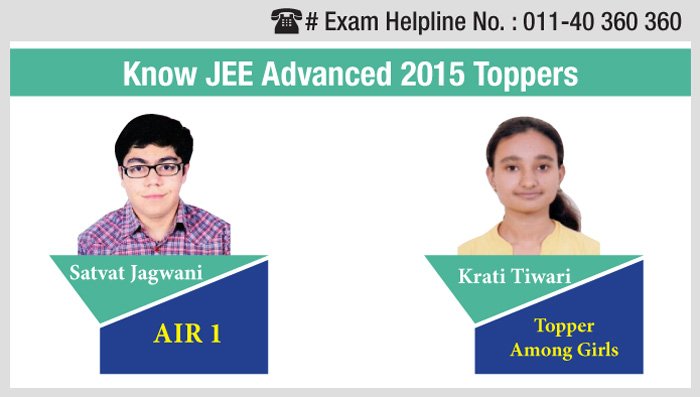 # Exam Helpline No. : 011-40 360 360
Know JEE Advanced 2015 Toppers
Satvat Jagwani
AIR 1
Krati Tiwari
Topper
Among Girls